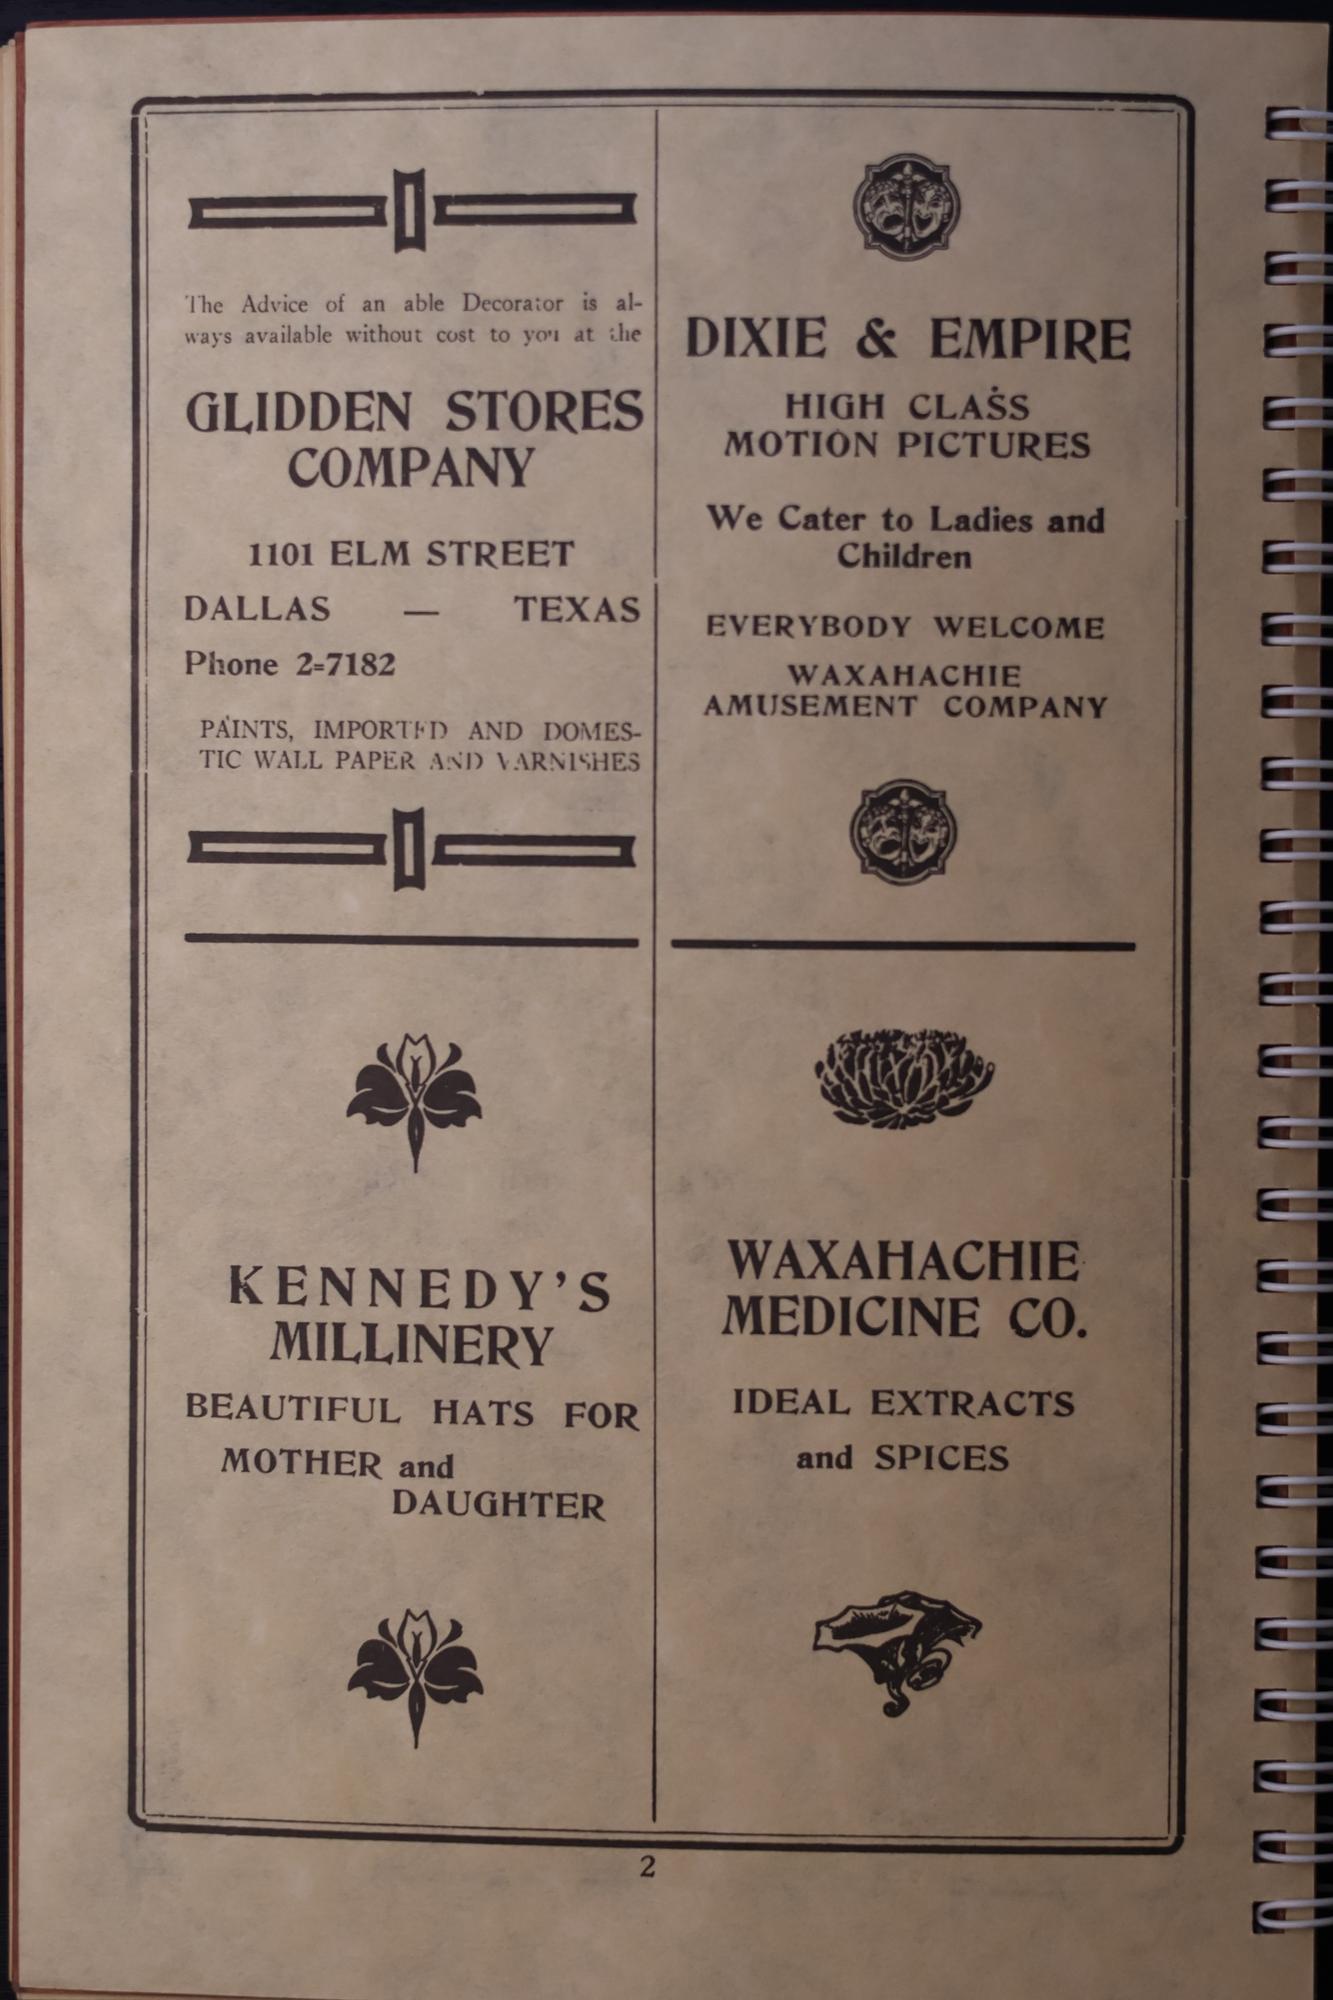 The Advice of an able Decorator is al-
ways available without cost to you at the
GLIDDEN STORES
COMPANY
1101 ELM STREET
DALLAS — TEXAS
Phone 2=7182
PAINTS, IMPORTED AND DOMES-
TIC WALL PAPER AND VARNISHES
DIXIE & EMPIRE
HIGH CLASS
MOTION PICTURES
We Cater to Ladies and
Children
EVERYBODY WELCOME
WAXAHACHIE
AMUSEMENT COMPANY
KENNEDY'S
MILLINERY
BEAUTIFUL HATS FOR
MOTHER and
DAUGHTER
WAXAHACHIE
MEDICINE CO.
IDEAL EXTRACTS
and SPICES
2